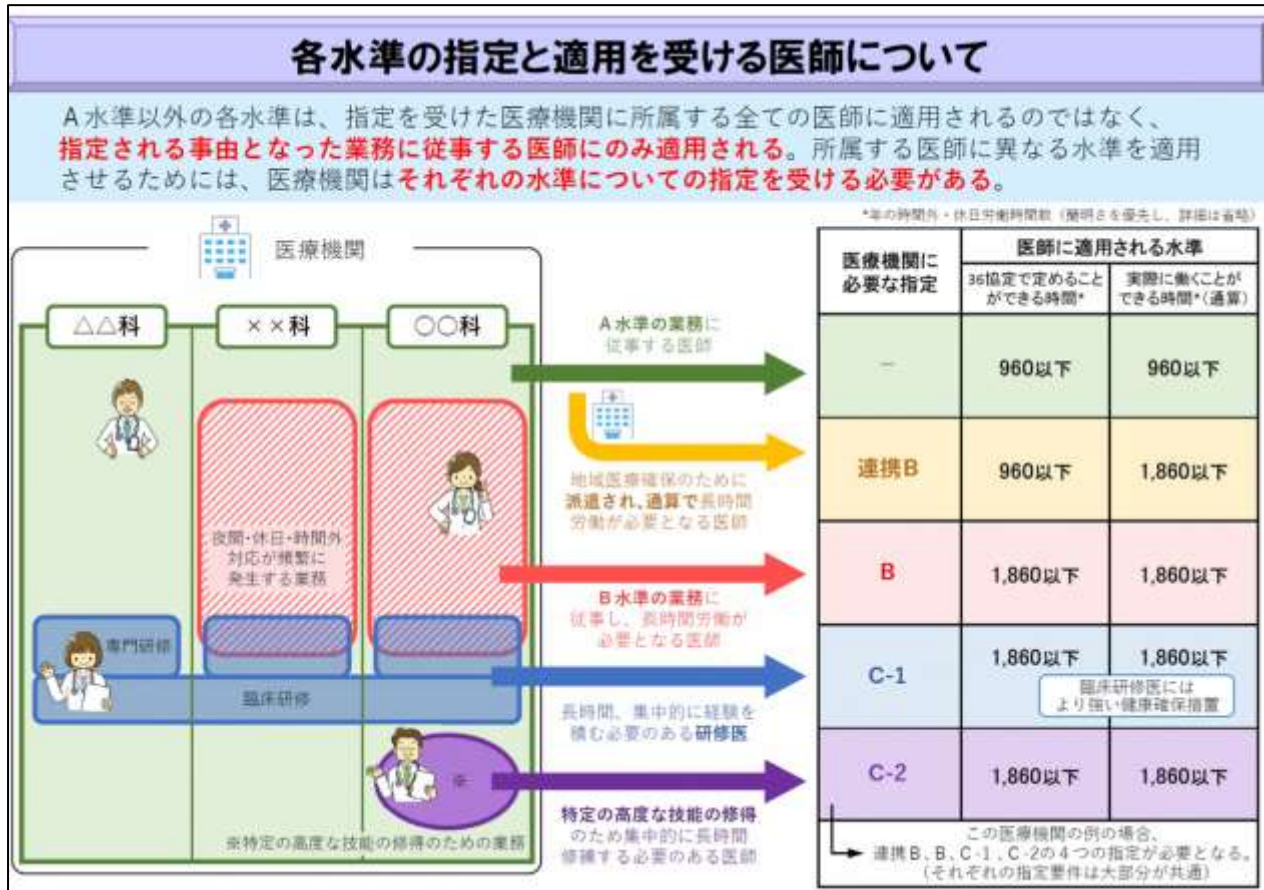 各水準の指定と適用を受ける医師について
A水準以外の各水準は、指定を受けた医療機関に所属する全ての医師に適用されるのではなく、
指定される事由となった業務に従事する医師にのみ適用される。所属する医師に異なる水準を適用
させるためには、医療機関はそれぞれの水準についての指定を受ける必要がある。
*年の時間外・休日労働時間数(簡明さを優先し、詳細は省略)
医療機関
△△科
××科
○○科
夜間・休日・時間外
対応が頻繁に
発生する業務
専門研修
臨床研修
※
※特定の高度な技能の修得のための業務
A水準の業務に
従事する医師
地域医療確保のために
派遣され、通算で長時間
労働が必要となる医師
B水準の業務に
従事し、長時間労働が
必要となる医師
長時間、集中的に経験を
積む必要のある研修医
特定の高度な技能の修得
のため集中的に長時間
修練する必要のある医師
医療機関に
必要な指定
医師に適用される水準
36協定で定めること
ができる時間*
実際に働くことが
できる時間*(通算)
－
960以下
960以下
連携B
960以下
1,860以下
B
1,860以下
1,860以下
C-1
1,860以下
1,860以下
臨床研修医には
より強い健康確保措置
C-2
1,860以下
1,860以下
この医療機関の例の場合、
連携B、B、C-1、C-2の4つの指定が必要となる。
(それぞれの指定要件は大部分が共通)